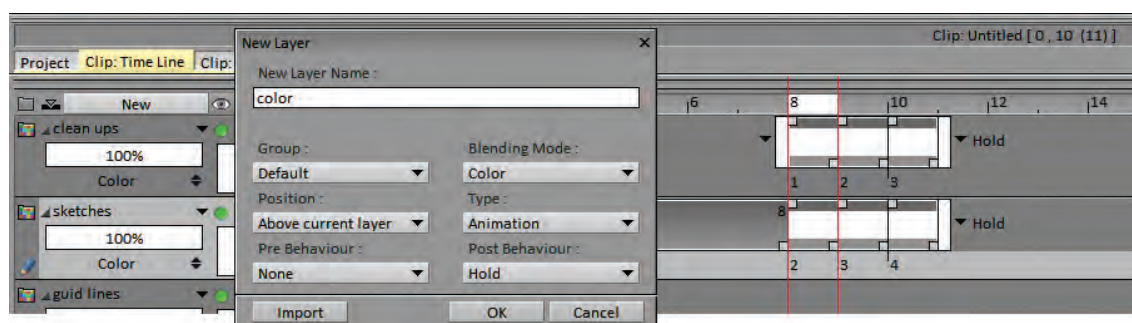 Clip: Untitled [ 0 , 10 (11) ]
Project Clip: Time Line Clip:
New
6 8 10 12 14
clean ups
100%
Color
1 2 3
Hold
sketches
100%
Color
8
2 3 4
Hold
guid lines
New Layer
New Layer Name :
color
Group : Blending Mode :
Default Color
Position : Type :
Above current layer Animation
Pre Behaviour : Post Behaviour :
None Hold
Import OK Cancel